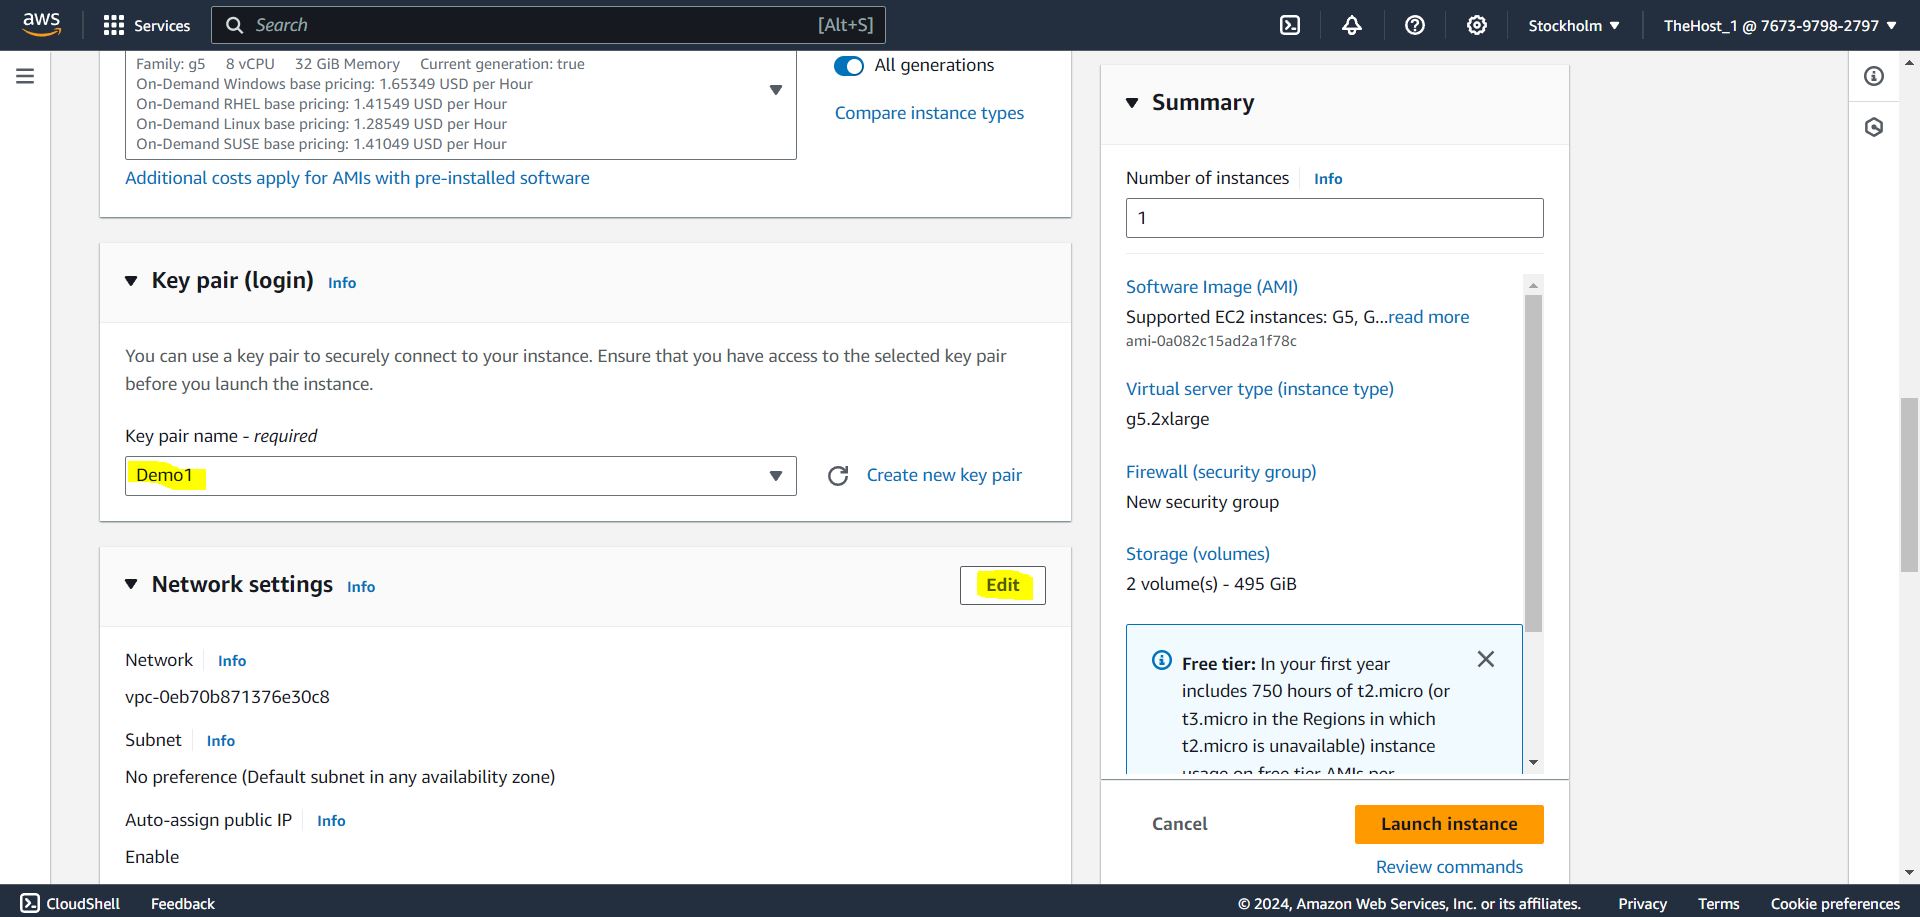 aws
Services
Search
[Alt+S]
Stockholm
TheHost_1 @ 7673-9798-2797
Family: g5 8 vCPU 32 GiB Memory Current generation: true
On-Demand Windows base pricing: 1.65349 USD per Hour
On-Demand RHEL base pricing: 1.41549 USD per Hour
On-Demand Linux base pricing: 1.28549 USD per Hour
On-Demand SUSE base pricing: 1.41049 USD per Hour
All generations
Compare instance types
Additional costs apply for AMIs with pre-installed software
Key pair (login) Info
You can use a key pair to securely connect to your instance. Ensure that you have access to the selected key pair
before you launch the instance.
Key pair name - required
Demo1
Create new key pair
Network settings Info
Edit
Network Info
vpc-0eb70b871376e30c8
Subnet Info
No preference (Default subnet in any availability zone)
Auto-assign public IP Info
Enable
Summary
Number of instances Info
1
Software Image (AMI)
Supported EC2 instances: G5, G...read more
ami-0a082c15ad2a1f78c
Virtual server type (instance type)
g5.2xlarge
Firewall (security group)
New security group
Storage (volumes)
2 volume(s) - 495 GiB
Free tier: In your first year
includes 750 hours of t2.micro (or
t3.micro in the Regions in which
t2.micro is unavailable) instance
usage on free tier AMIs per
Cancel
Launch instance
Review commands
CloudShell
Feedback
© 2024, Amazon Web Services, Inc. or its affiliates.
Privacy
Terms
Cookie preferences